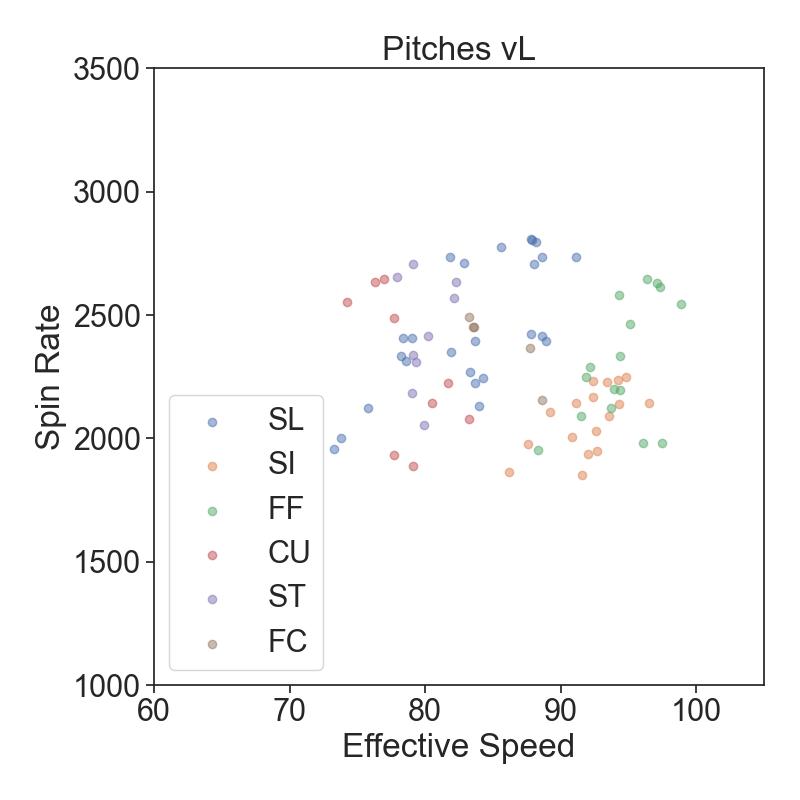 Pitches vL
3500
3000
2500
2000
1500
1000
Spin Rate
SL
SI
FF
CU
ST
FC
60 70 80 90 100
Effective Speed